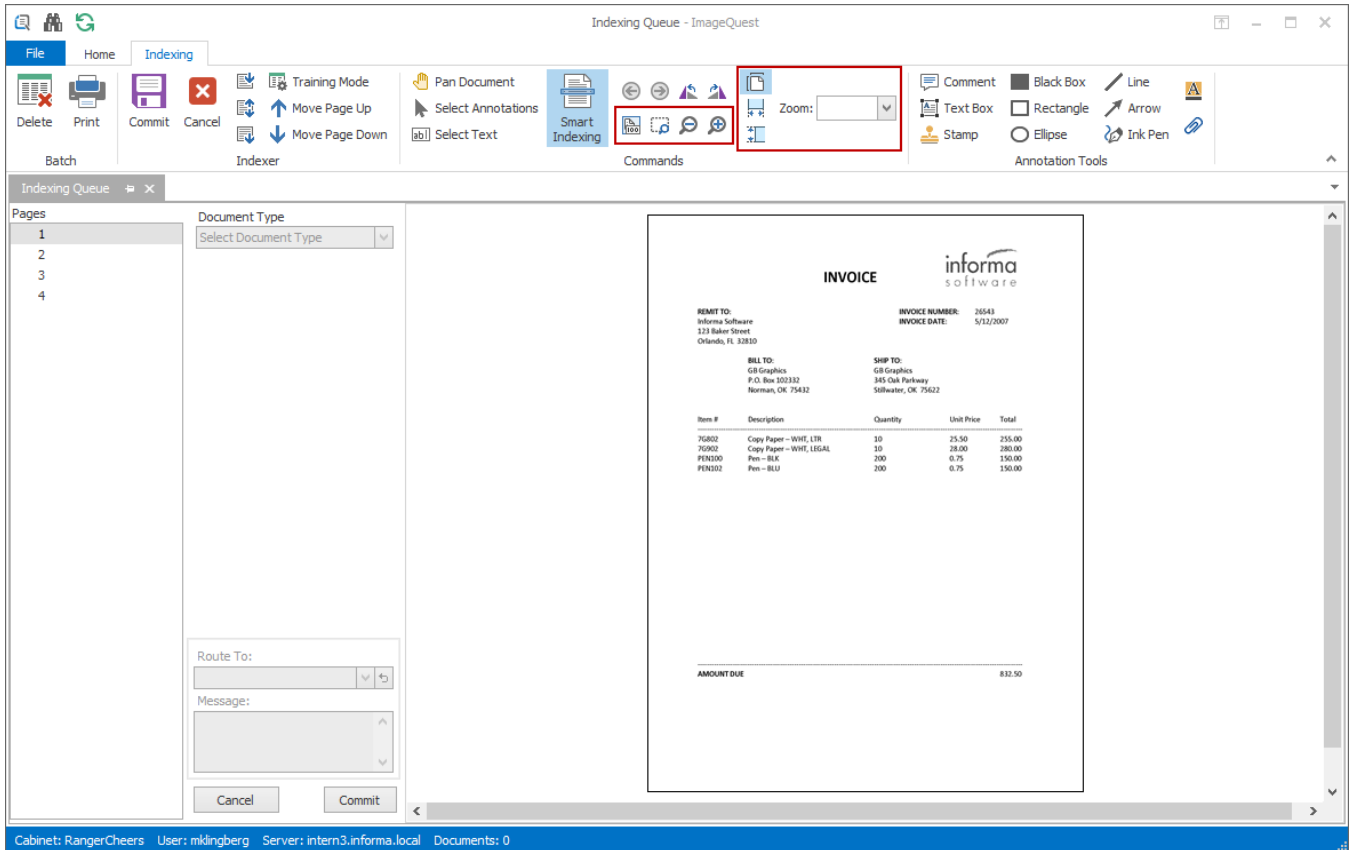 Indexing Queue - ImageQuest
File Home Indexing
Delete
Print
Commit
Cancel
Training Mode
Move Page Up
Move Page Down
Pan Document
Select Annotations
ab Select Text
Smart Indexing
100
Zoom:
Comment
Text Box
Stamp
Black Box
Rectangle
Ellipse
Line
Arrow
Ink Pen
A
Batch Indexer Commands Annotation Tools
Indexing Queue
Pages
1
2
3
4
Document Type
Select Document Type
Route To:
Message:
Cancel Commit
informa
software
INVOICE
REMIT TO:
Informa Software
123 Baker Street
Orlando, FL 32810
INVOICE NUMBER: 26543
INVOICE DATE: 5/12/2007
BILL TO:
GB Graphics
P.O. Box 102332
Norman, OK 75432
SHIP TO:
GB Graphics
345 Oak Parkway
Stillwater, OK 75622
Item # Description Quantity Unit Price Total
7G802 Copy Paper – WHT, LTR 10 25.50 255.00
7G902 Copy Paper – WHT, LEGAL 10 28.00 280.00
PEN100 Pen – BLK 200 0.75 150.00
PEN102 Pen – BLU 200 0.75 150.00
AMOUNT DUE 832.50
Cabinet: RangerCheers User: mklingberg Server: intern3.informa.local Documents: 0